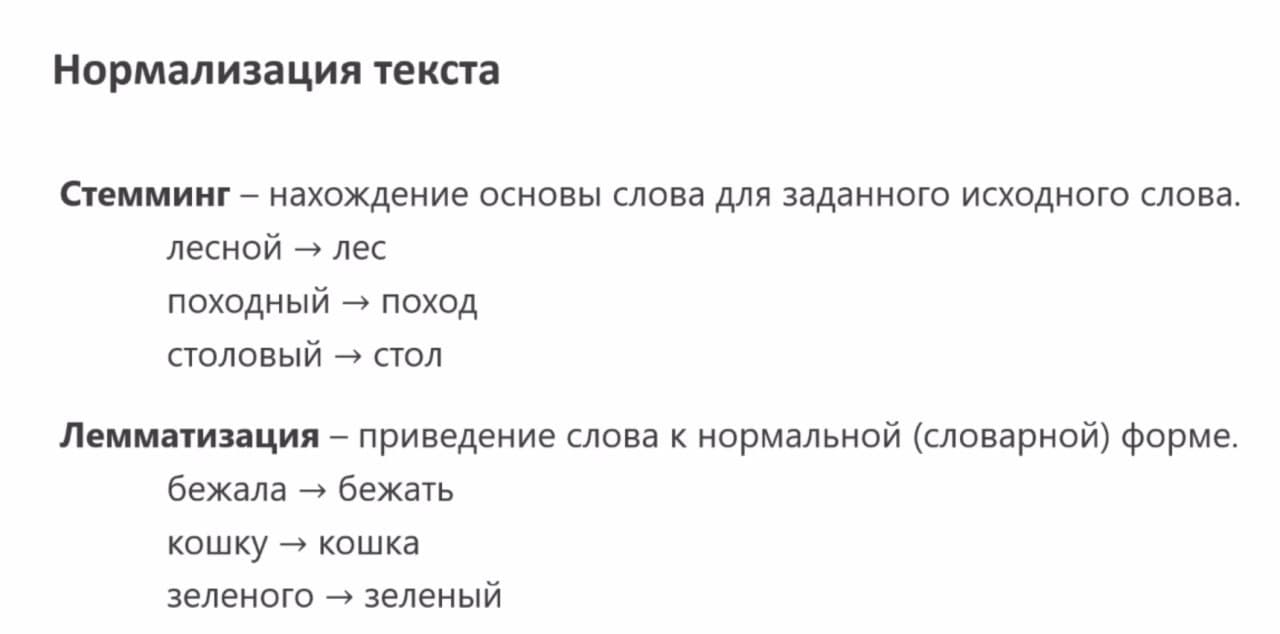 Нормализация текста
Стемминг – нахождение основы слова для заданного исходного слова.
лесной → лес
походный → поход
столовый → стол
Лемматизация – приведение слова к нормальной (словарной) форме.
бежала → бежать
кошку → кошка
зеленого → зеленый